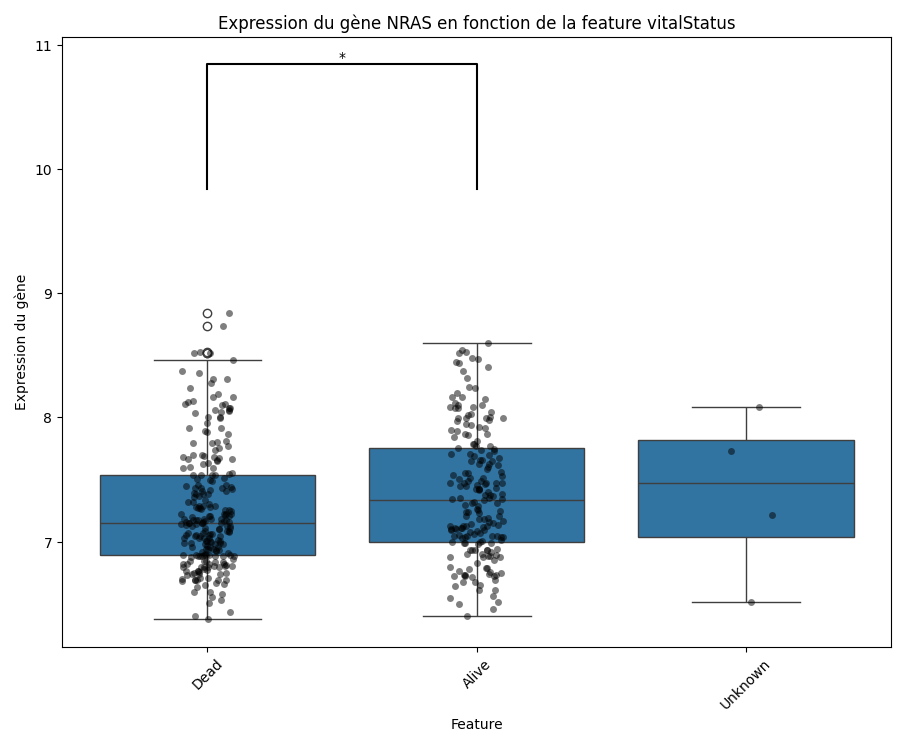 Expression du gène NRAS en fonction de la feature vitalStatus
*
11
10
9
8
7
Expression du gène
Dead
Alive
Unknown
Feature